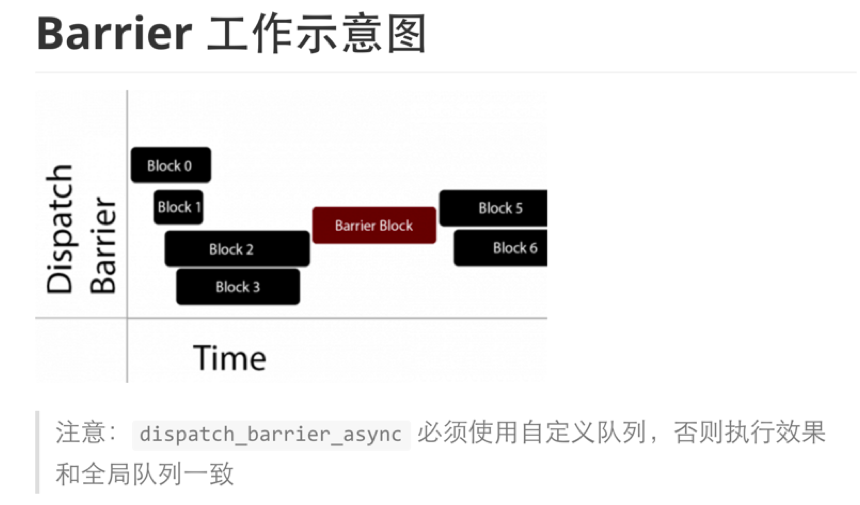 Barrier 工作示意图
Dispatch
Barrier
Block 0
Block 1
Block 2
Block 3
Barrier Block
Block 5
Block 6
Time
注意： dispatch_barrier_async 必须使用自定义队列，否则执行效果
和全局队列一致